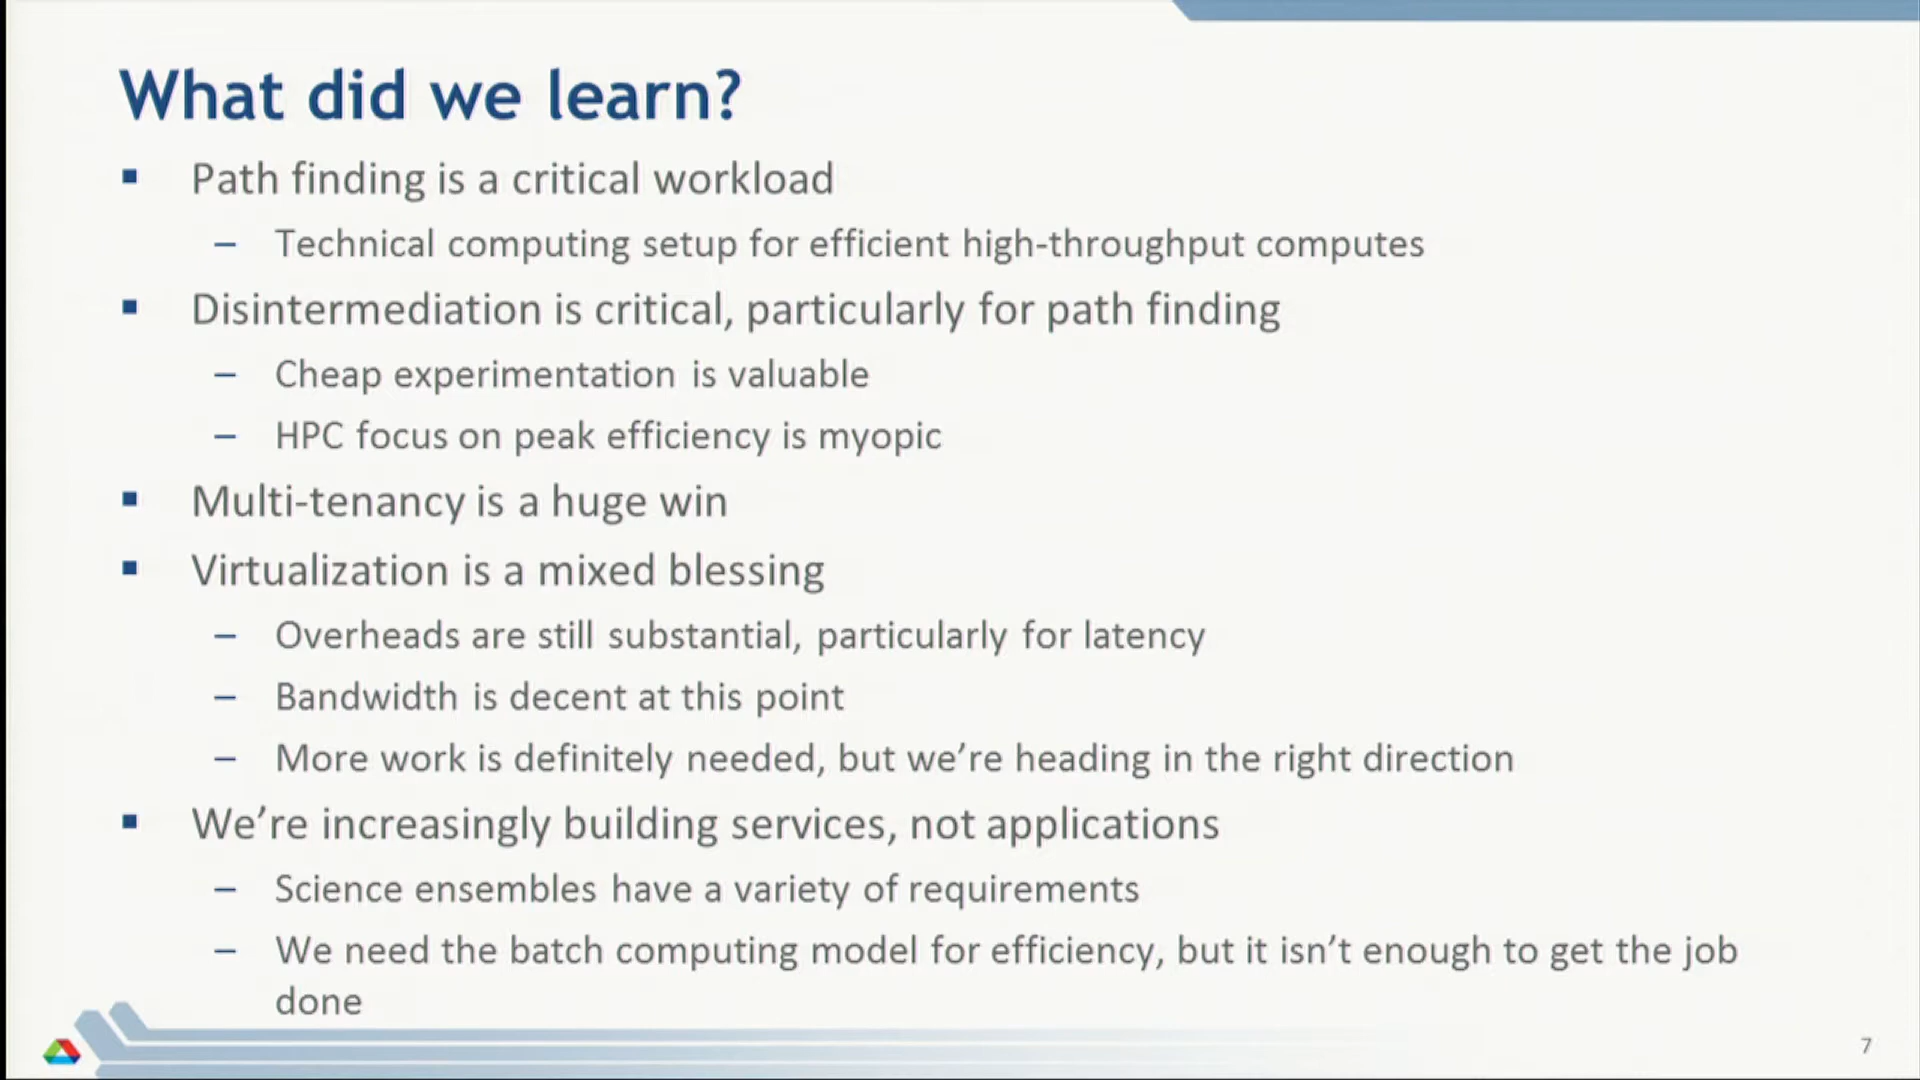 What did we learn?
▪ Path finding is a critical workload
– Technical computing setup for efficient high-throughput computes
▪ Disintermediation is critical, particularly for path finding
– Cheap experimentation is valuable
– HPC focus on peak efficiency is myopic
▪ Multi-tenancy is a huge win
▪ Virtualization is a mixed blessing
– Overheads are still substantial, particularly for latency
– Bandwidth is decent at this point
– More work is definitely needed, but we’re heading in the right direction
▪ We’re increasingly building services, not applications
– Science ensembles have a variety of requirements
– We need the batch computing model for efficiency, but it isn’t enough to get the job
done
7